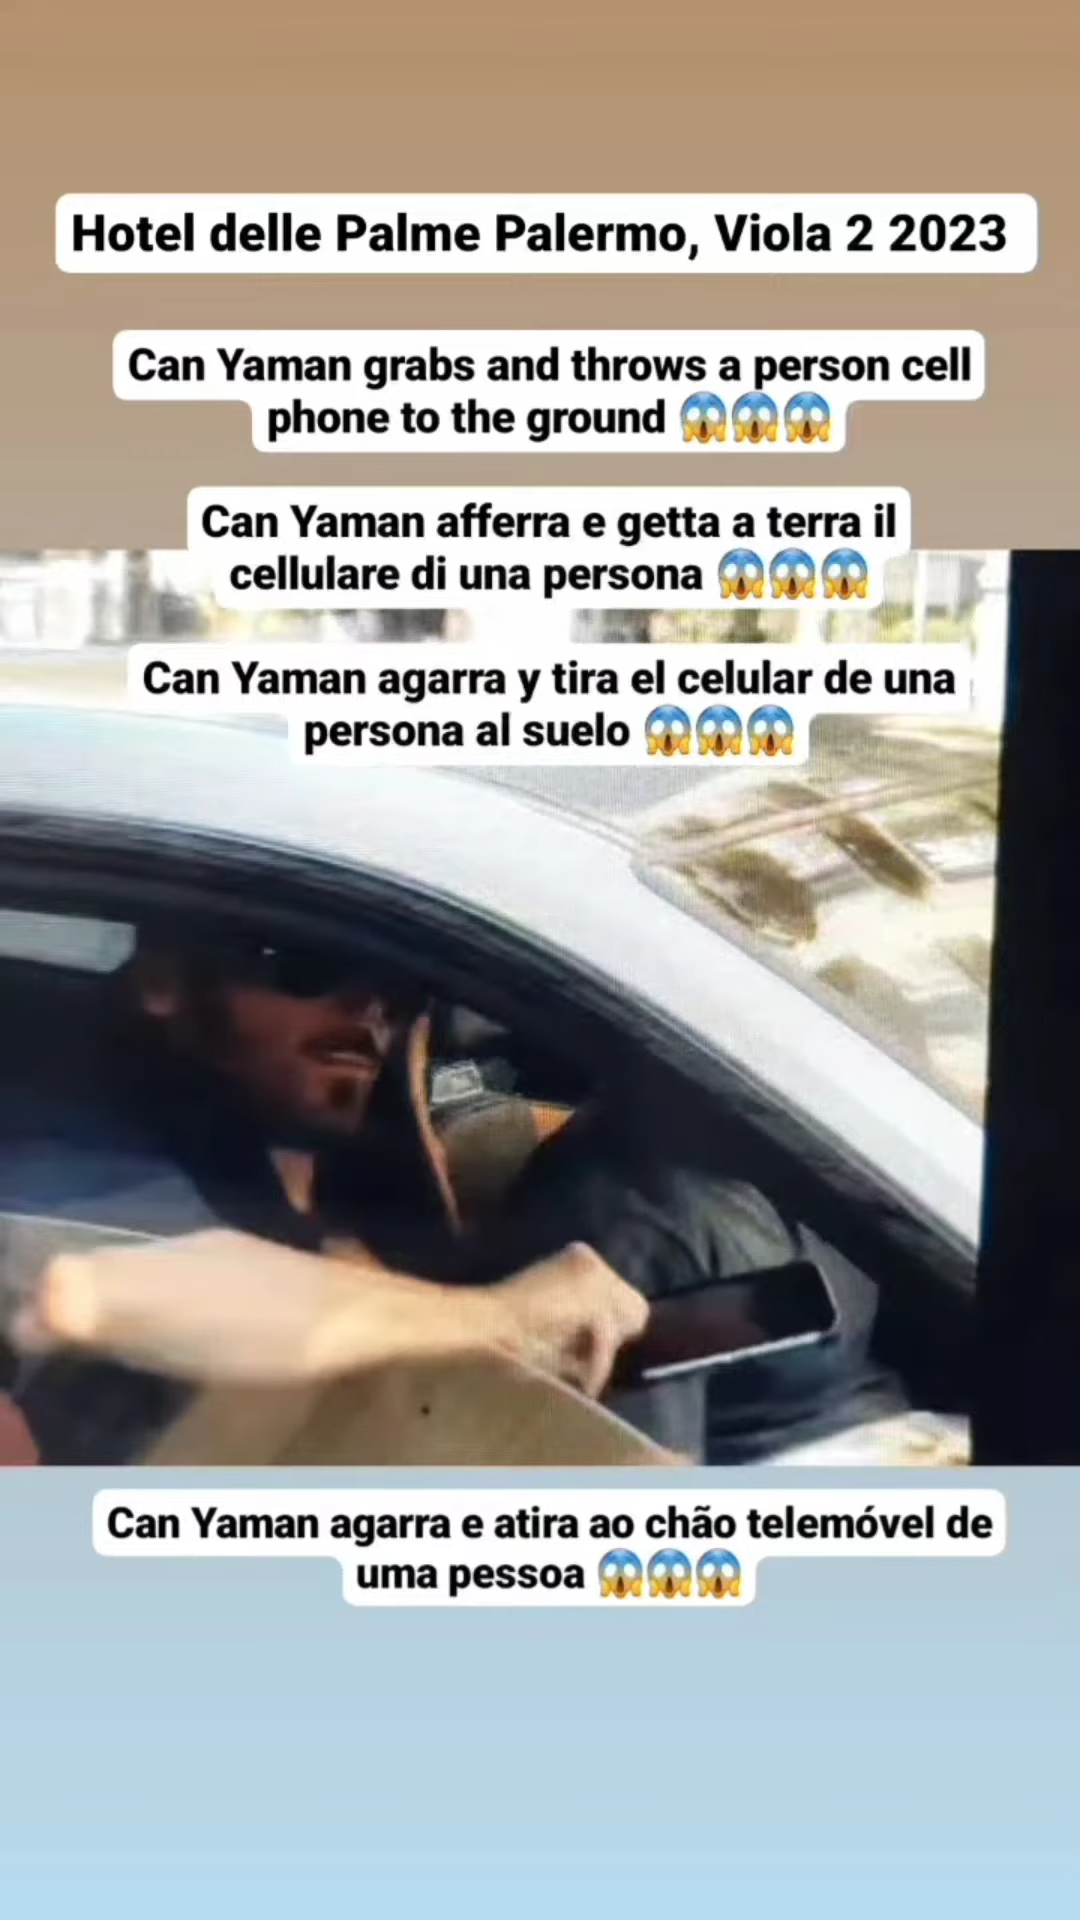 Hotel delle Palme Palermo, Viola 2 2023
Can Yaman grabs and throws a person cell
phone to the ground 😱😱😱
Can Yaman afferra e getta a terra il
cellulare di una persona 😱😱😱
Can Yaman agarra y tira el celular de una
persona al suelo 😱😱😱
Can Yaman agarra e atira ao chão telemóvel de
uma pessoa 😱😱😱